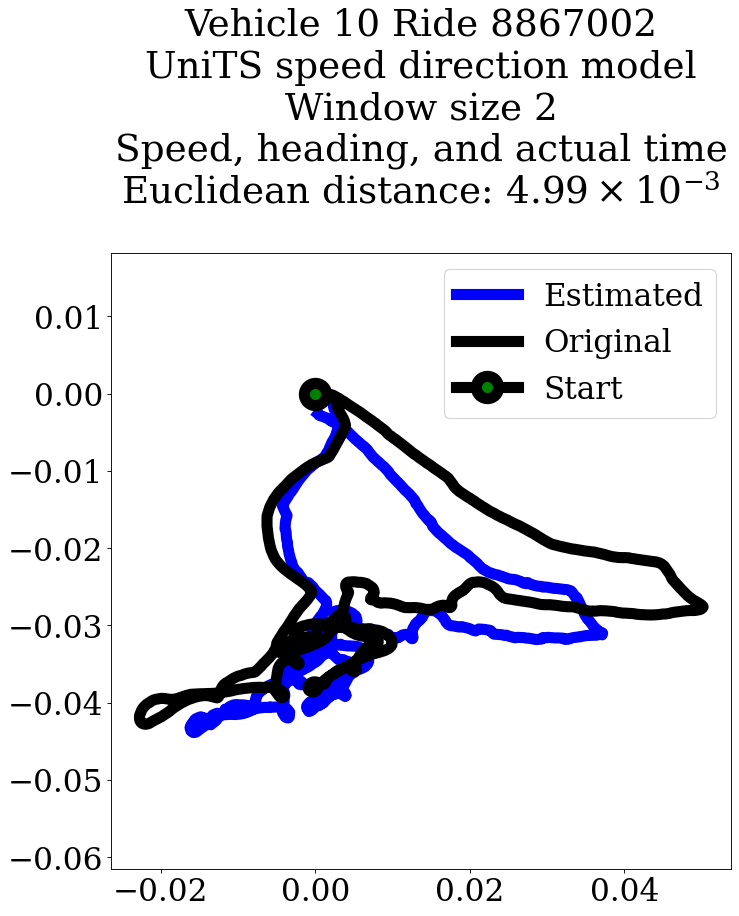 Vehicle 10 Ride 8867002
UniTS speed direction model
Window size 2
Speed, heading, and actual time
Euclidean distance: 4.99 × 10⁻³
Estimated
Original
Start
0.01
0.00
−0.01
−0.02
−0.03
−0.04
−0.05
−0.06
−0.02
0.00
0.02
0.04